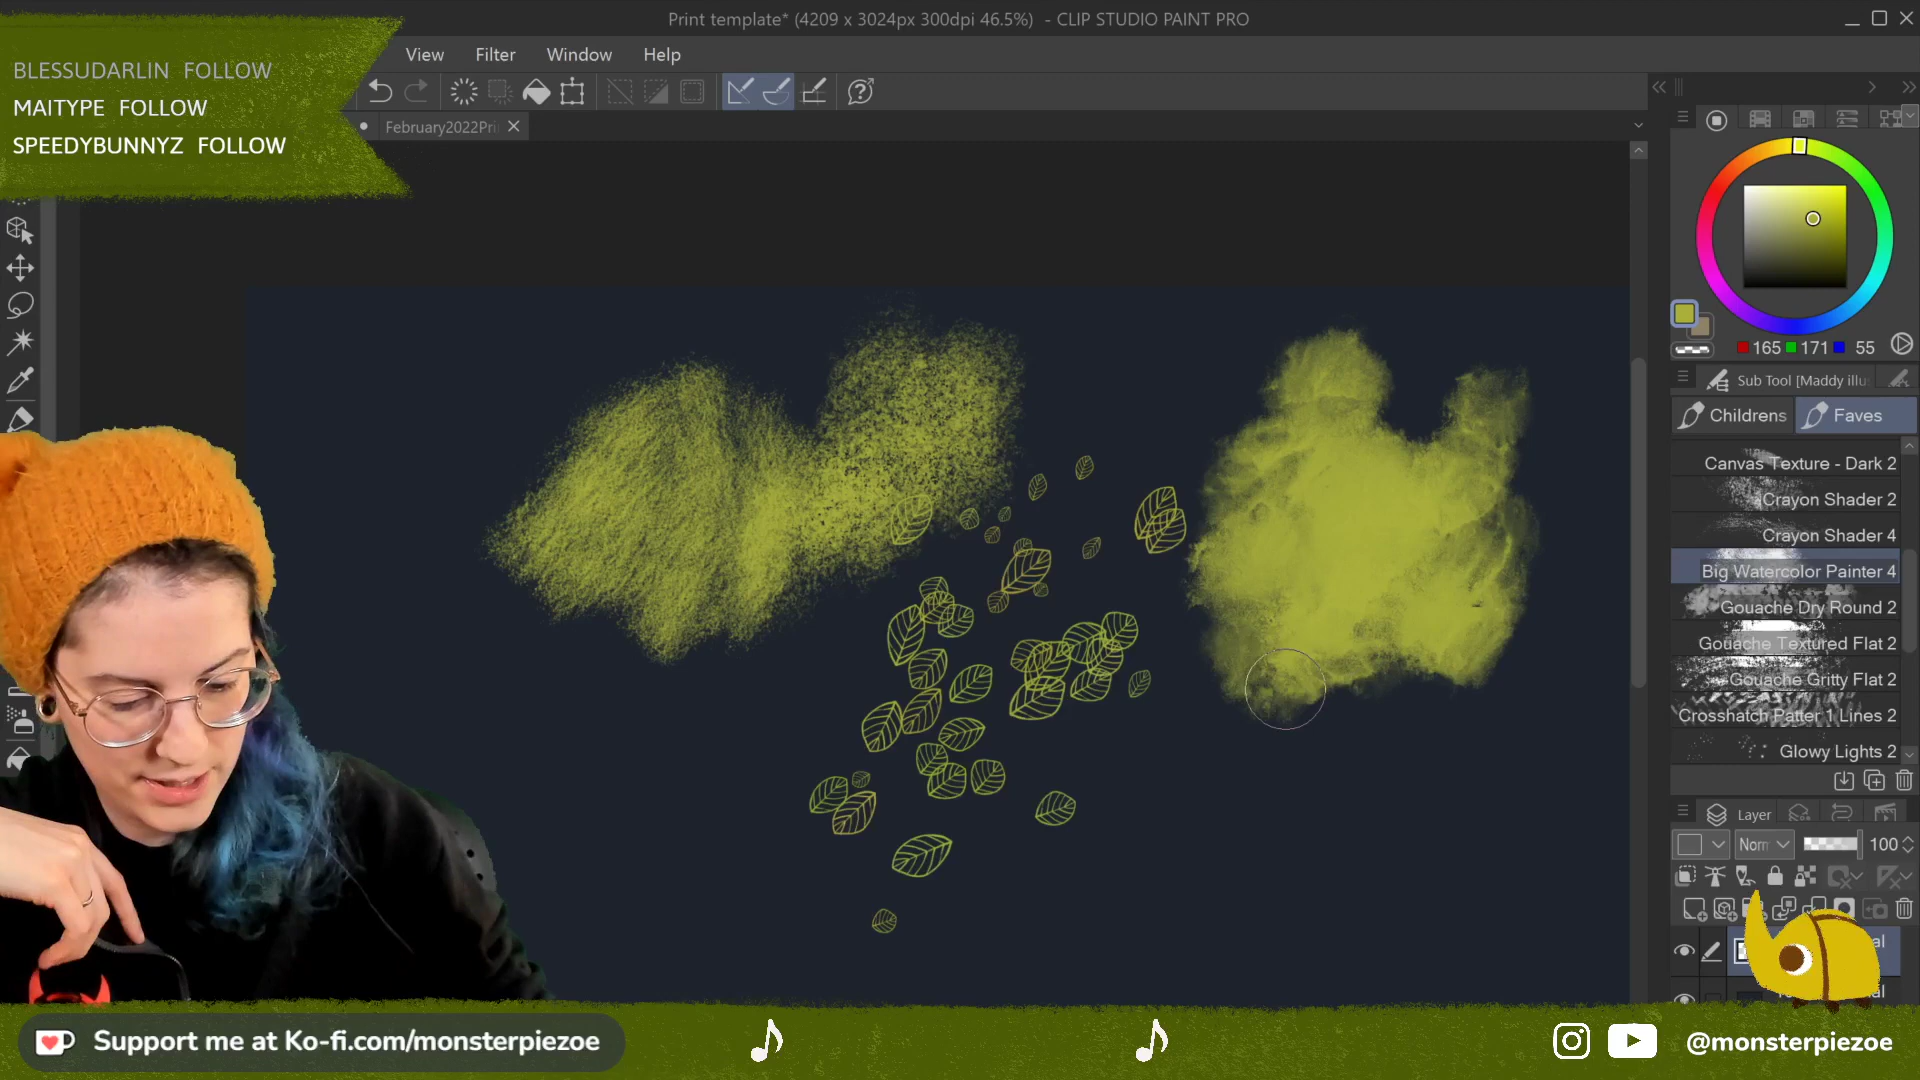 Print template* (4209 x 3024px 300dpi 46.5%) - CLIP STUDIO PAINT PRO
View Filter Window Help
BLESSUDARLIN FOLLOW
MAITYPE FOLLOW
SPEEDYBUNNYZ FOLLOW
February2022Pri
165 171 55
Sub Tool [Maddy illu
Childrens Faves
Canvas Texture - Dark 2
Crayon Shader 2
Crayon Shader 4
Big Watercolor Painter 4
Gouache Dry Round 2
Gouache Textured Flat 2
Gouache Gritty Flat 2
Crosshatch Patter 1 Lines 2
Glowy Lights 2
Layer
Norn 100
al
al
Support me at Ko-fi.com/monsterpiezoe
@monsterpiezoe